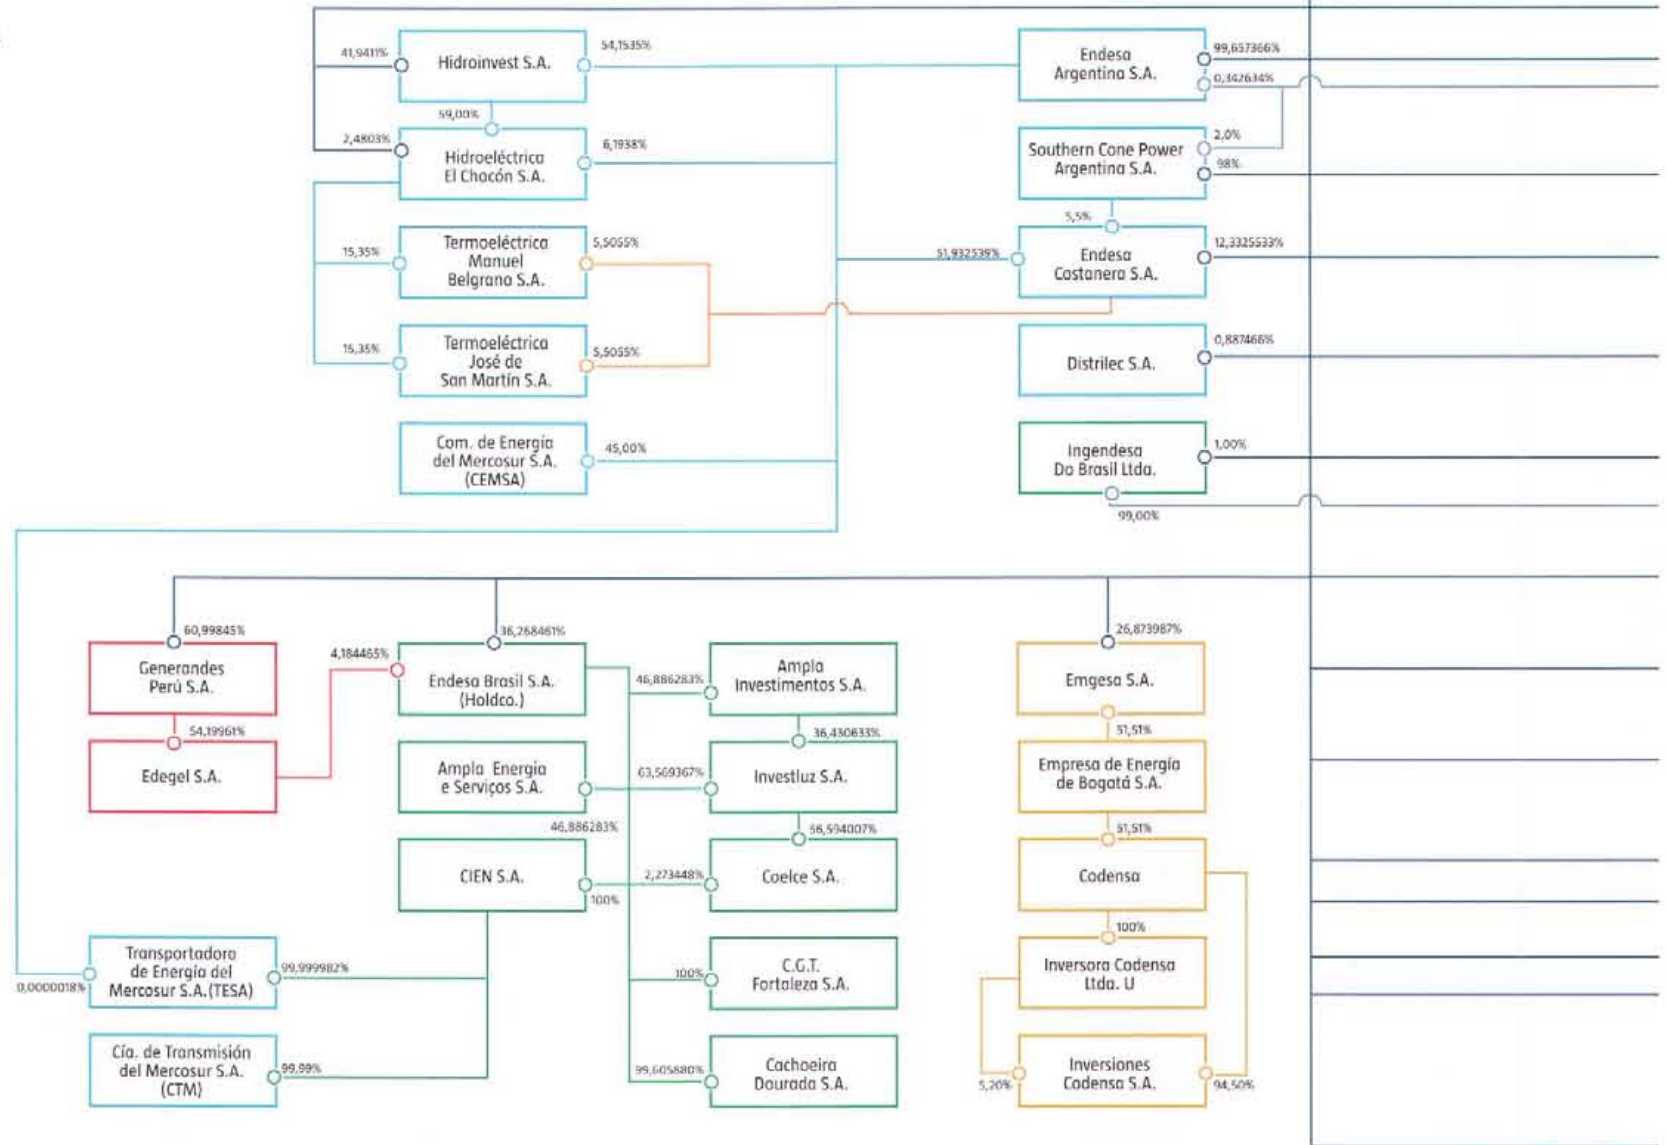 41,9411%
Hidroinvest S.A.
54,1535%
59,00%
2,4803%
Hidroeléctrica
El Chocón S.A.
6,1938%
15,35%
Termoeléctrica
Manuel
Belgrano S.A.
5,5055%
15,35%
Termoeléctrica
José de
San Martín S.A.
5,5055%
Com. de Energía
del Mercosur S.A.
(CEMSA)
45,00%
Endesa
Argentina S.A.
99,657366%
0,342634%
Southern Cone Power
Argentina S.A.
2,0%
98%
5,5%
51,932539%
Endesa
Costanera S.A.
12,3325533%
Distrilec S.A.
0,887466%
Ingendesa
Do Brasil Ltda.
1,00%
99,00%
60,99845%
Generandes
Perú S.A.
54,19961%
Edegel S.A.
4,184465%
36,268461%
Endesa Brasil S.A.
(Holdco.)
Ampla Energia
e Serviços S.A.
46,886283%
CIEN S.A.
100%
46,886283%
Ampla
Investimentos S.A.
36,430633%
63,569367%
Investluz S.A.
56,594007%
2,273448%
Coelce S.A.
100%
C.G.T.
Fortaleza S.A.
99,605880%
Cachoeira
Dourada S.A.
26,873987%
Emgesa S.A.
51,51%
Empresa de Energía
de Bogotá S.A.
51,51%
Codensa
100%
Inversora Codensa
Ltda. U
5,20%
Inversiones
Codensa S.A.
94,50%
0,0000018%
Transportadora
de Energía del
Mercosur S.A.(TESA)
99,999982%
Cía. de Transmisión
del Mercosur S.A.
(CTM)
99,99%